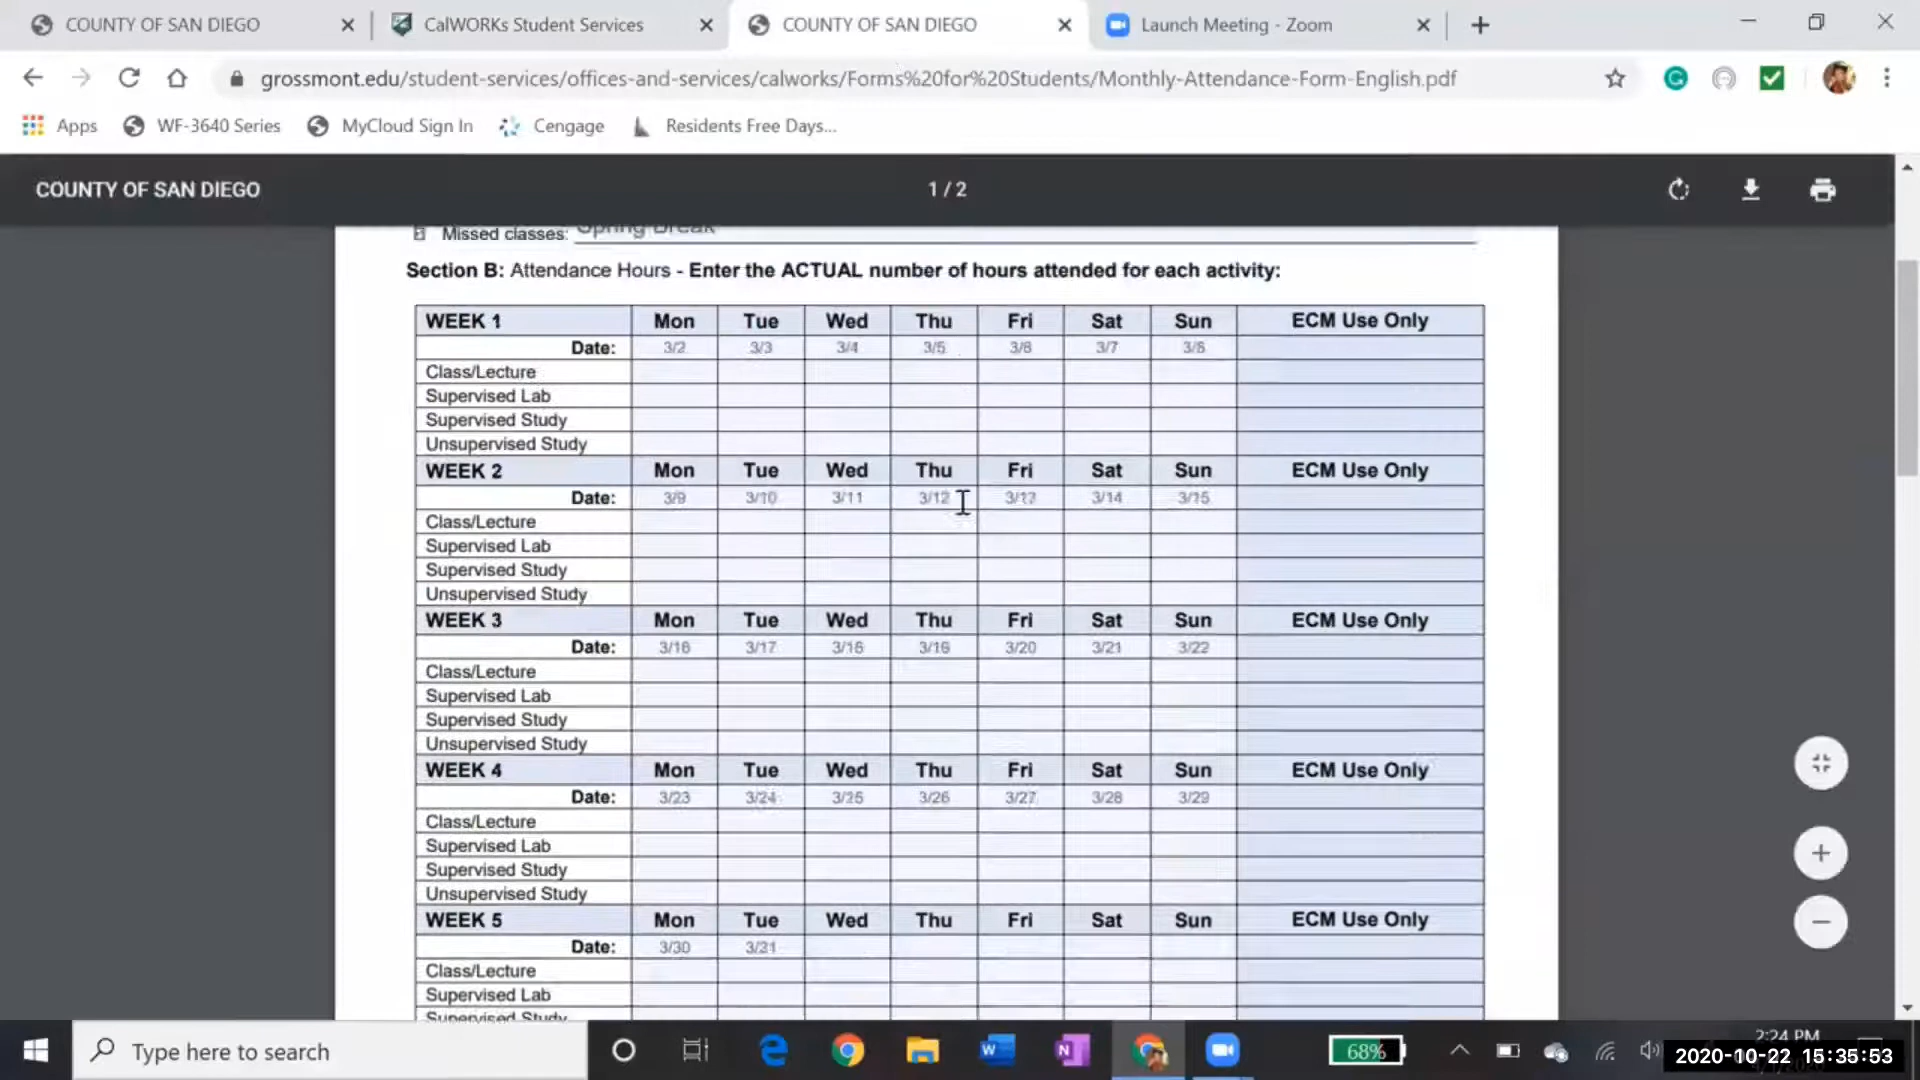 COUNTY OF SAN DIEGO
CalWORKs Student Services
COUNTY OF SAN DIEGO
Launch Meeting - Zoom
grossmont.edu/student-services/offices-and-services/calworks/Forms%20for%20Students/Monthly-Attendance-Form-English.pdf
Apps WF-3640 Series MyCloud Sign In Cengage Residents Free Days...
COUNTY OF SAN DIEGO 1 / 2
Missed classes: Spring Break
Section B: Attendance Hours - Enter the ACTUAL number of hours attended for each activity:
WEEK 1 Mon Tue Wed Thu Fri Sat Sun ECM Use Only
Date: 3/2 3/3 3/4 3/5 3/6 3/7 3/8
Class/Lecture
Supervised Lab
Supervised Study
Unsupervised Study
WEEK 2 Mon Tue Wed Thu Fri Sat Sun ECM Use Only
Date: 3/9 3/10 3/11 3/12 3/13 3/14 3/15
Class/Lecture
Supervised Lab
Supervised Study
Unsupervised Study
WEEK 3 Mon Tue Wed Thu Fri Sat Sun ECM Use Only
Date: 3/16 3/17 3/18 3/19 3/20 3/21 3/22
Class/Lecture
Supervised Lab
Supervised Study
Unsupervised Study
WEEK 4 Mon Tue Wed Thu Fri Sat Sun ECM Use Only
Date: 3/23 3/24 3/25 3/26 3/27 3/28 3/29
Class/Lecture
Supervised Lab
Supervised Study
Unsupervised Study
WEEK 5 Mon Tue Wed Thu Fri Sat Sun ECM Use Only
Date: 3/30 3/31
Class/Lecture
Supervised Lab
Supervised Study
Type here to search
68%
2:24 PM
2020-10-22 15:35:53